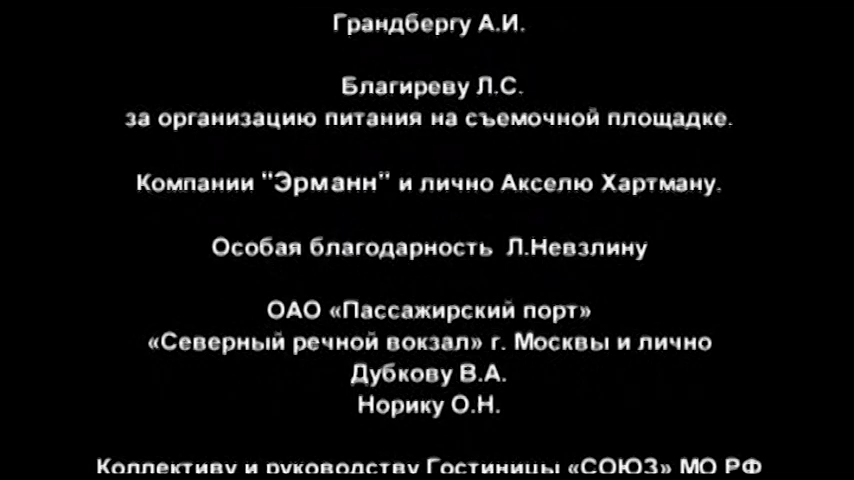 Грандбергу А.И.
Благиреву Л.С.
за организацию питания на съемочной площадке.
Компании "Эрманн" и лично Акселю Хартману.
Особая благодарность Л.Невзлину
ОАО «Пассажирский порт»
«Северный речной вокзал» г. Москвы и лично
Дубкову В.А.
Норику О.Н.
Коллективу и руководству Гостиницы «СОЮЗ» МО РФ